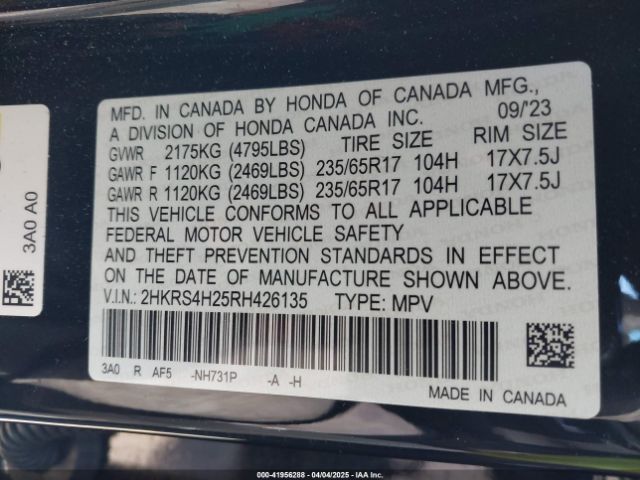 MFD. IN CANADA BY HONDA OF CANADA MFG.,
A DIVISION OF HONDA CANADA INC. 09/'23
GVWR 2175KG (4795LBS) TIRE SIZE RIM SIZE
GAWR F 1120KG (2469LBS) 235/65R17 104H 17X7.5J
GAWR R 1120KG (2469LBS) 235/65R17 104H 17X7.5J
THIS VEHICLE CONFORMS TO ALL APPLICABLE
FEDERAL MOTOR VEHICLE SAFETY
AND THEFT PREVENTION STANDARDS IN EFFECT
ON THE DATE OF MANUFACTURE SHOWN ABOVE.
V.I.N.: 2HKRS4H25RH426135 TYPE: MPV
3A0 R AF5 -NH731P -A -H
MADE IN CANADA
3A0 A0
000-41956288 - 04/04/2025 - IAA Inc.